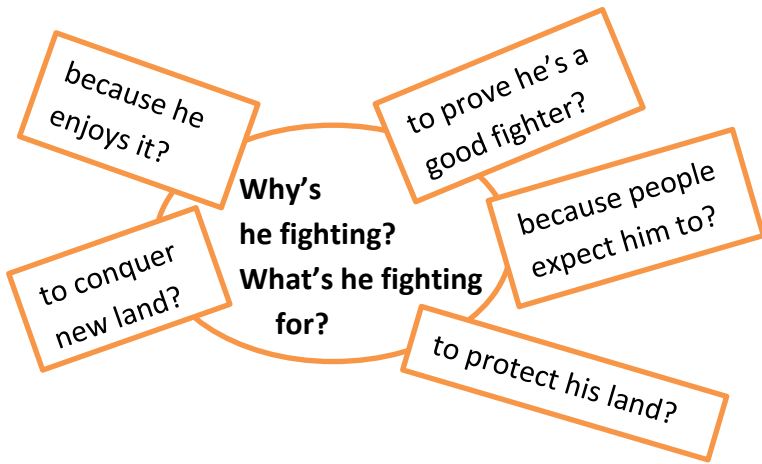 because he
enjoys it?
to prove he's a
good fighter?
Why's
he fighting?
What's he fighting
for?
because people
expect him to?
to conquer
new land?
to protect his land?